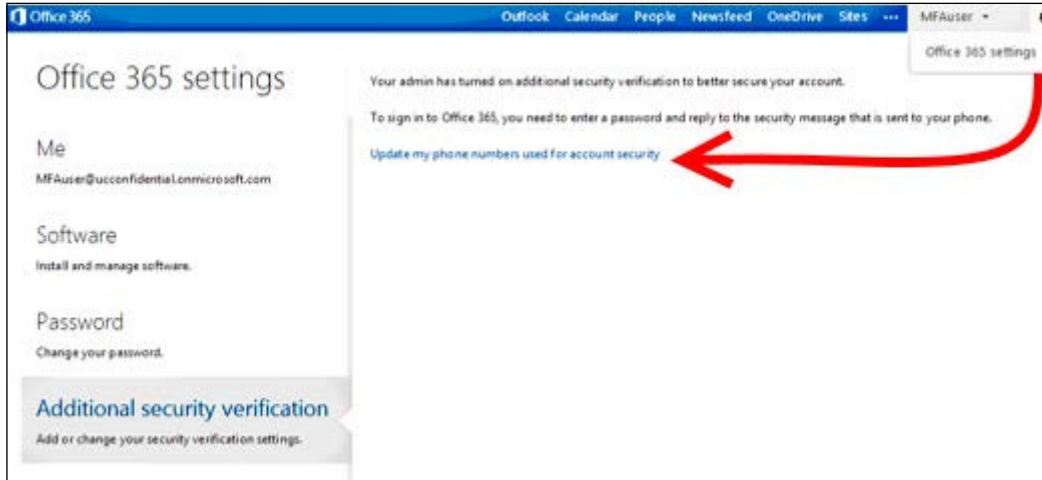 Office 365
Outlook Calendar People Newsfeed OneDrive Sites ••• MFAuser
Office 365 settings
Office 365 settings
Your admin has turned on additional security verification to better secure your account.
To sign in to Office 365, you need to enter a password and reply to the security message that is sent to your phone.
Update my phone numbers used for account security
Me
MFAuser@ucconfidential.onmicrosoft.com
Software
Install and manage software.
Password
Change your password.
Additional security verification
Add or change your security verification settings.